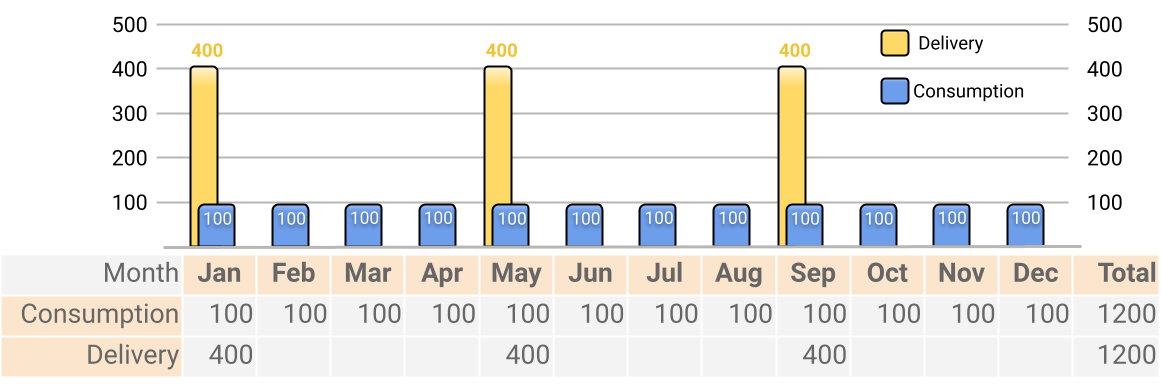 500 500
400 400 400 Delivery
400 400
Consumption
300 300
200 200
100 100
100 100 100 100 100 100 100 100 100 100 100 100
Month Jan Feb Mar Apr May Jun Jul Aug Sep Oct Nov Dec Total
Consumption 100 100 100 100 100 100 100 100 100 100 100 100 1200
Delivery 400 400 400 1200